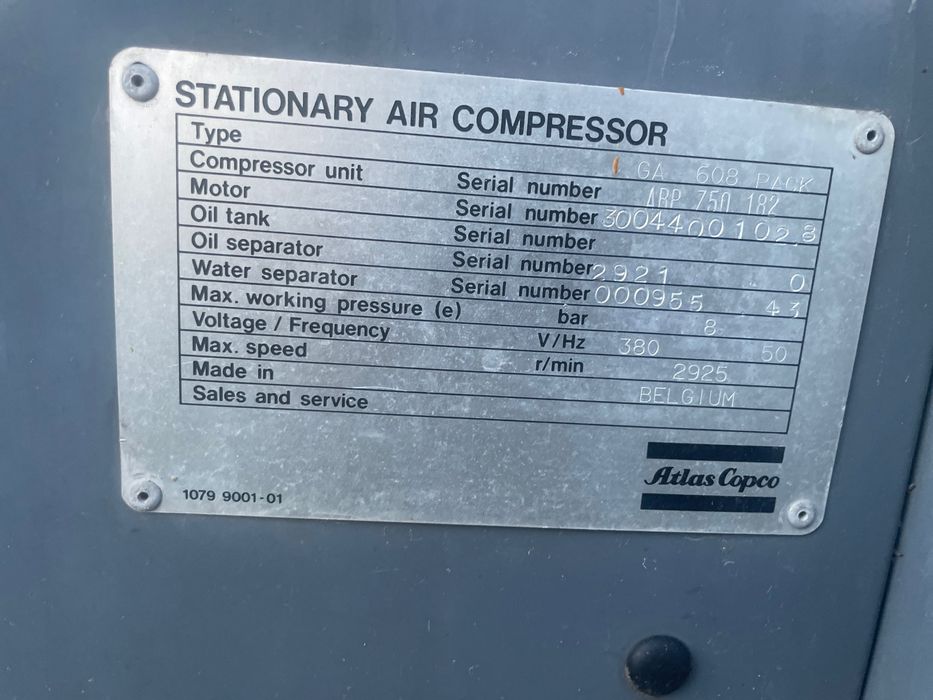 STATIONARY AIR COMPRESSOR
Type GA 608 PACK
Compressor unit Serial number ARP 750 182
Motor Serial number 3004400102.8
Oil tank Serial number
Oil separator Serial number 2921 0
Water separator Serial number 000955 43
Max. working pressure (e) bar 8
Voltage / Frequency V/Hz 380 50
Max. speed r/min 2925
Made in BELGIUM
Sales and service
Atlas Copco
1079 9001-01